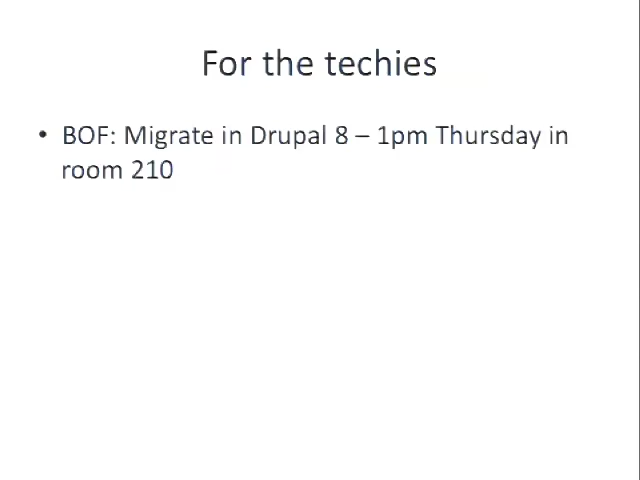 For the techies
• BOF: Migrate in Drupal 8 – 1pm Thursday in
room 210